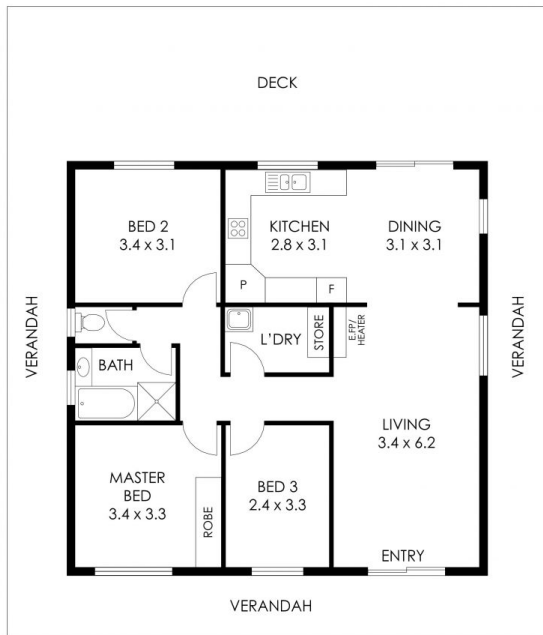 DECK
BED 2
3.4 x 3.1
KITCHEN
2.8 x 3.1
DINING
3.1 x 3.1
P
F
VERANDAH
L'DRY
STORE
E.FP/
HEATER
VERANDAH
BATH
LIVING
3.4 x 6.2
MASTER
BED
3.4 x 3.3
ROBE
BED 3
2.4 x 3.3
ENTRY
VERANDAH